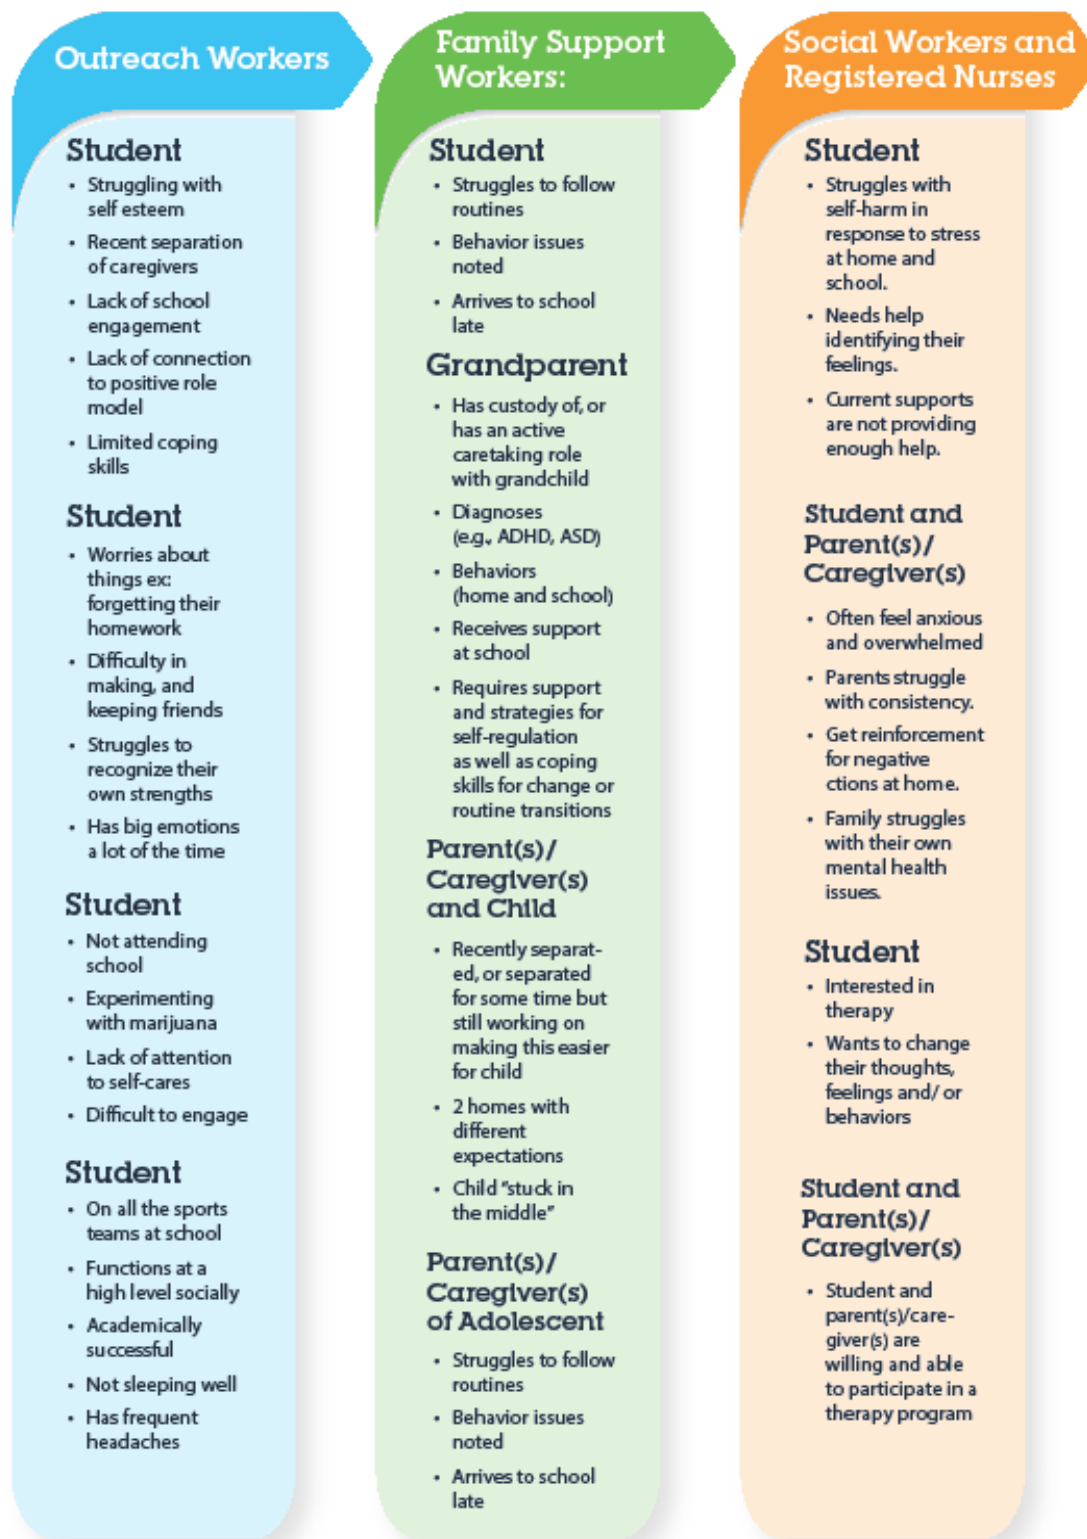 Outreach Workers
Student
• Struggling with
self esteem
• Recent separation
of caregivers
• Lack of school
engagement
• Lack of connection
to positive role
model
• Limited coping
skills
Student
• Worries about
things ex:
forgetting their
homework
• Difficulty in
making, and
keeping friends
• Struggles to
recognize their
own strengths
• Has big emotions
a lot of the time
Student
• Not attending
school
• Experimenting
with marijuana
• Lack of attention
to self-cares
• Difficult to engage
Student
• On all the sports
teams at school
• Functions at a
high level socially
• Academically
successful
• Not sleeping well
• Has frequent
headaches
Family Support
Workers:
Student
• Struggles to follow
routines
• Behavior issues
noted
• Arrives to school
late
Grandparent
• Has custody of, or
has an active
caretaking role
with grandchild
• Diagnoses
(e.g., ADHD, ASD)
• Behaviors
(home and school)
• Receives support
at school
• Requires support
and strategies for
self-regulation
as well as coping
skills for change or
routine transitions
Parent(s)/
Caregiver(s)
and Child
• Recently separat-
ed, or separated
for some time but
still working on
making this easier
for child
• 2 homes with
different
expectations
• Child “stuck in
the middle”
Parent(s)/
Caregiver(s)
of Adolescent
• Struggles to follow
routines
• Behavior issues
noted
• Arrives to school
late
Social Workers and
Registered Nurses
Student
• Struggles with
self-harm in
response to stress
at home and
school.
• Needs help
identifying their
feelings.
• Current supports
are not providing
enough help.
Student and
Parent(s)/
Caregiver(s)
• Often feel anxious
and overwhelmed
• Parents struggle
with consistency.
• Get reinforcement
for negative
ctions at home.
• Family struggles
with their own
mental health
issues.
Student
• Interested in
therapy
• Wants to change
their thoughts,
feelings and/ or
behaviors
Student and
Parent(s)/
Caregiver(s)
• Student and
parent(s)/care-
giver(s) are
willing and able
to participate in a
therapy program